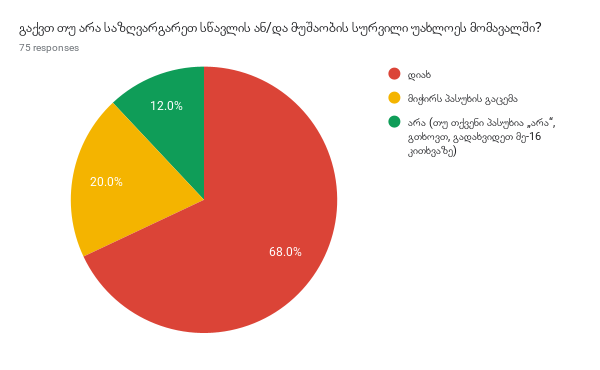 გაქვთ თუ არა საზღვარგარეთ სწავლის ან/და მუშაობის სურვილი უახლოეს მომავალში?
75 responses
დიახ
მიჭირს პასუხის გაცემა
არა (თუ თქვენი პასუხია „არა“,
გთხოვთ, გადახვიდეთ მე-16
კითხვაზე)
12.0%
20.0%
68.0%